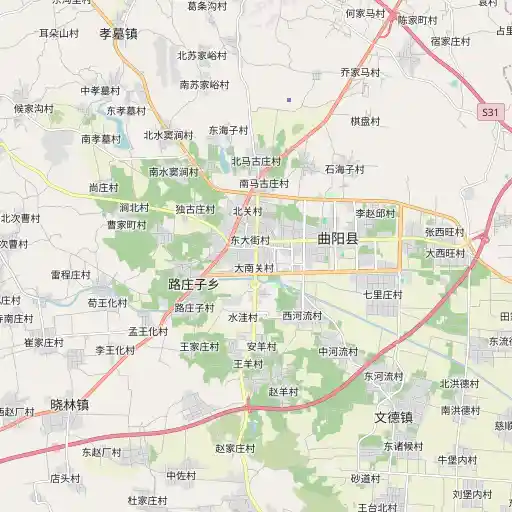 葛条沟村
何家马村
陈家町村
耳朵山村
孝墓镇
宿家庄村
北苏家峪村
乔家马村
南苏家峪村
中孝墓村
候家沟村
东孝墓村
S31
棋盘村
北水窦涧村
东海子村
南孝墓村
北马古庄村
石海子村
南水窦涧村
南马古庄村
尚庄村
涧北村
独古庄村
北关村
李赵邱村
北次曹村
曹家町村
张西旺村
东大街村
曲阳县
次曹村
大西旺村
雷程庄村
大南关村
路庄子乡
七里庄村
荀王化村
路庄子村
水洼村
西河流村
寺南庄村
孟王化村
崔家庄村
李王化村
王家庄村
安羊村
中河流村
王羊村
东河流村
北洪德村
赵羊村
晓林镇
南洪德村
赵厂村
文德镇
东诸候村
赵家庄村
东赵厂村
牛堡内村
店头村
中佐村
砂道村
刘堡内村
杜家庄村
王台北村